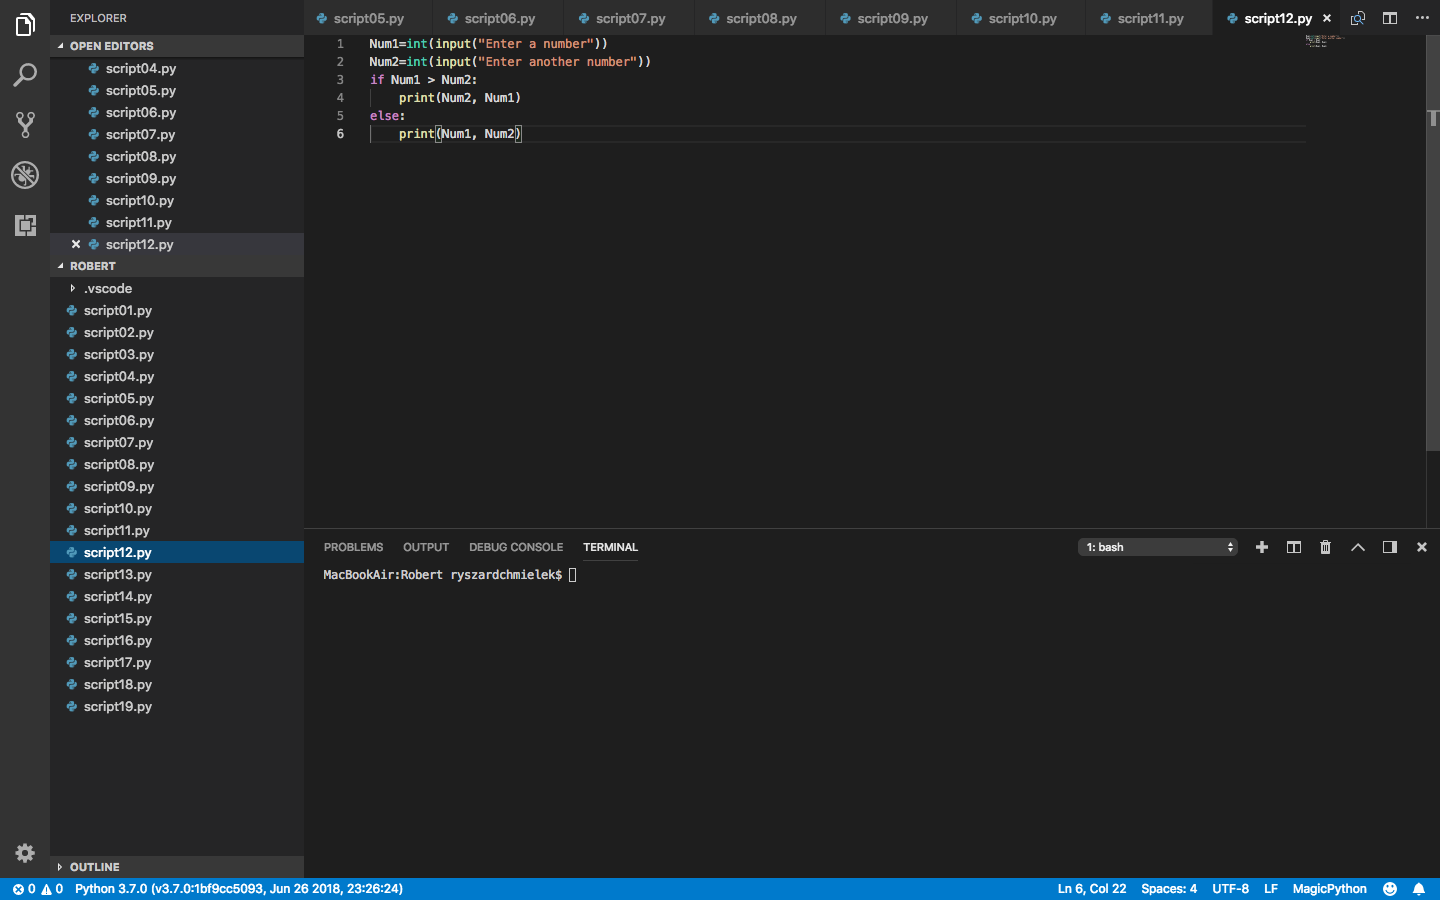 EXPLORER
OPEN EDITORS
script04.py
script05.py
script06.py
script07.py
script08.py
script09.py
script10.py
script11.py
script12.py
ROBERT
.vscode
script01.py
script02.py
script03.py
script04.py
script05.py
script06.py
script07.py
script08.py
script09.py
script10.py
script11.py
script12.py
script13.py
script14.py
script15.py
script16.py
script17.py
script18.py
script19.py
OUTLINE
script05.py script06.py script07.py script08.py script09.py script10.py script11.py script12.py
1 Num1=int(input("Enter a number"))
2 Num2=int(input("Enter another number"))
3 if Num1 > Num2:
4 print(Num2, Num1)
5 else:
6 print(Num1, Num2)
PROBLEMS OUTPUT DEBUG CONSOLE TERMINAL 1: bash
MacBookAir:Robert ryszardchmielek$
0 0 Python 3.7.0 (v3.7.0:1bf9cc5093, Jun 26 2018, 23:26:24) Ln 6, Col 22 Spaces: 4 UTF-8 LF MagicPython